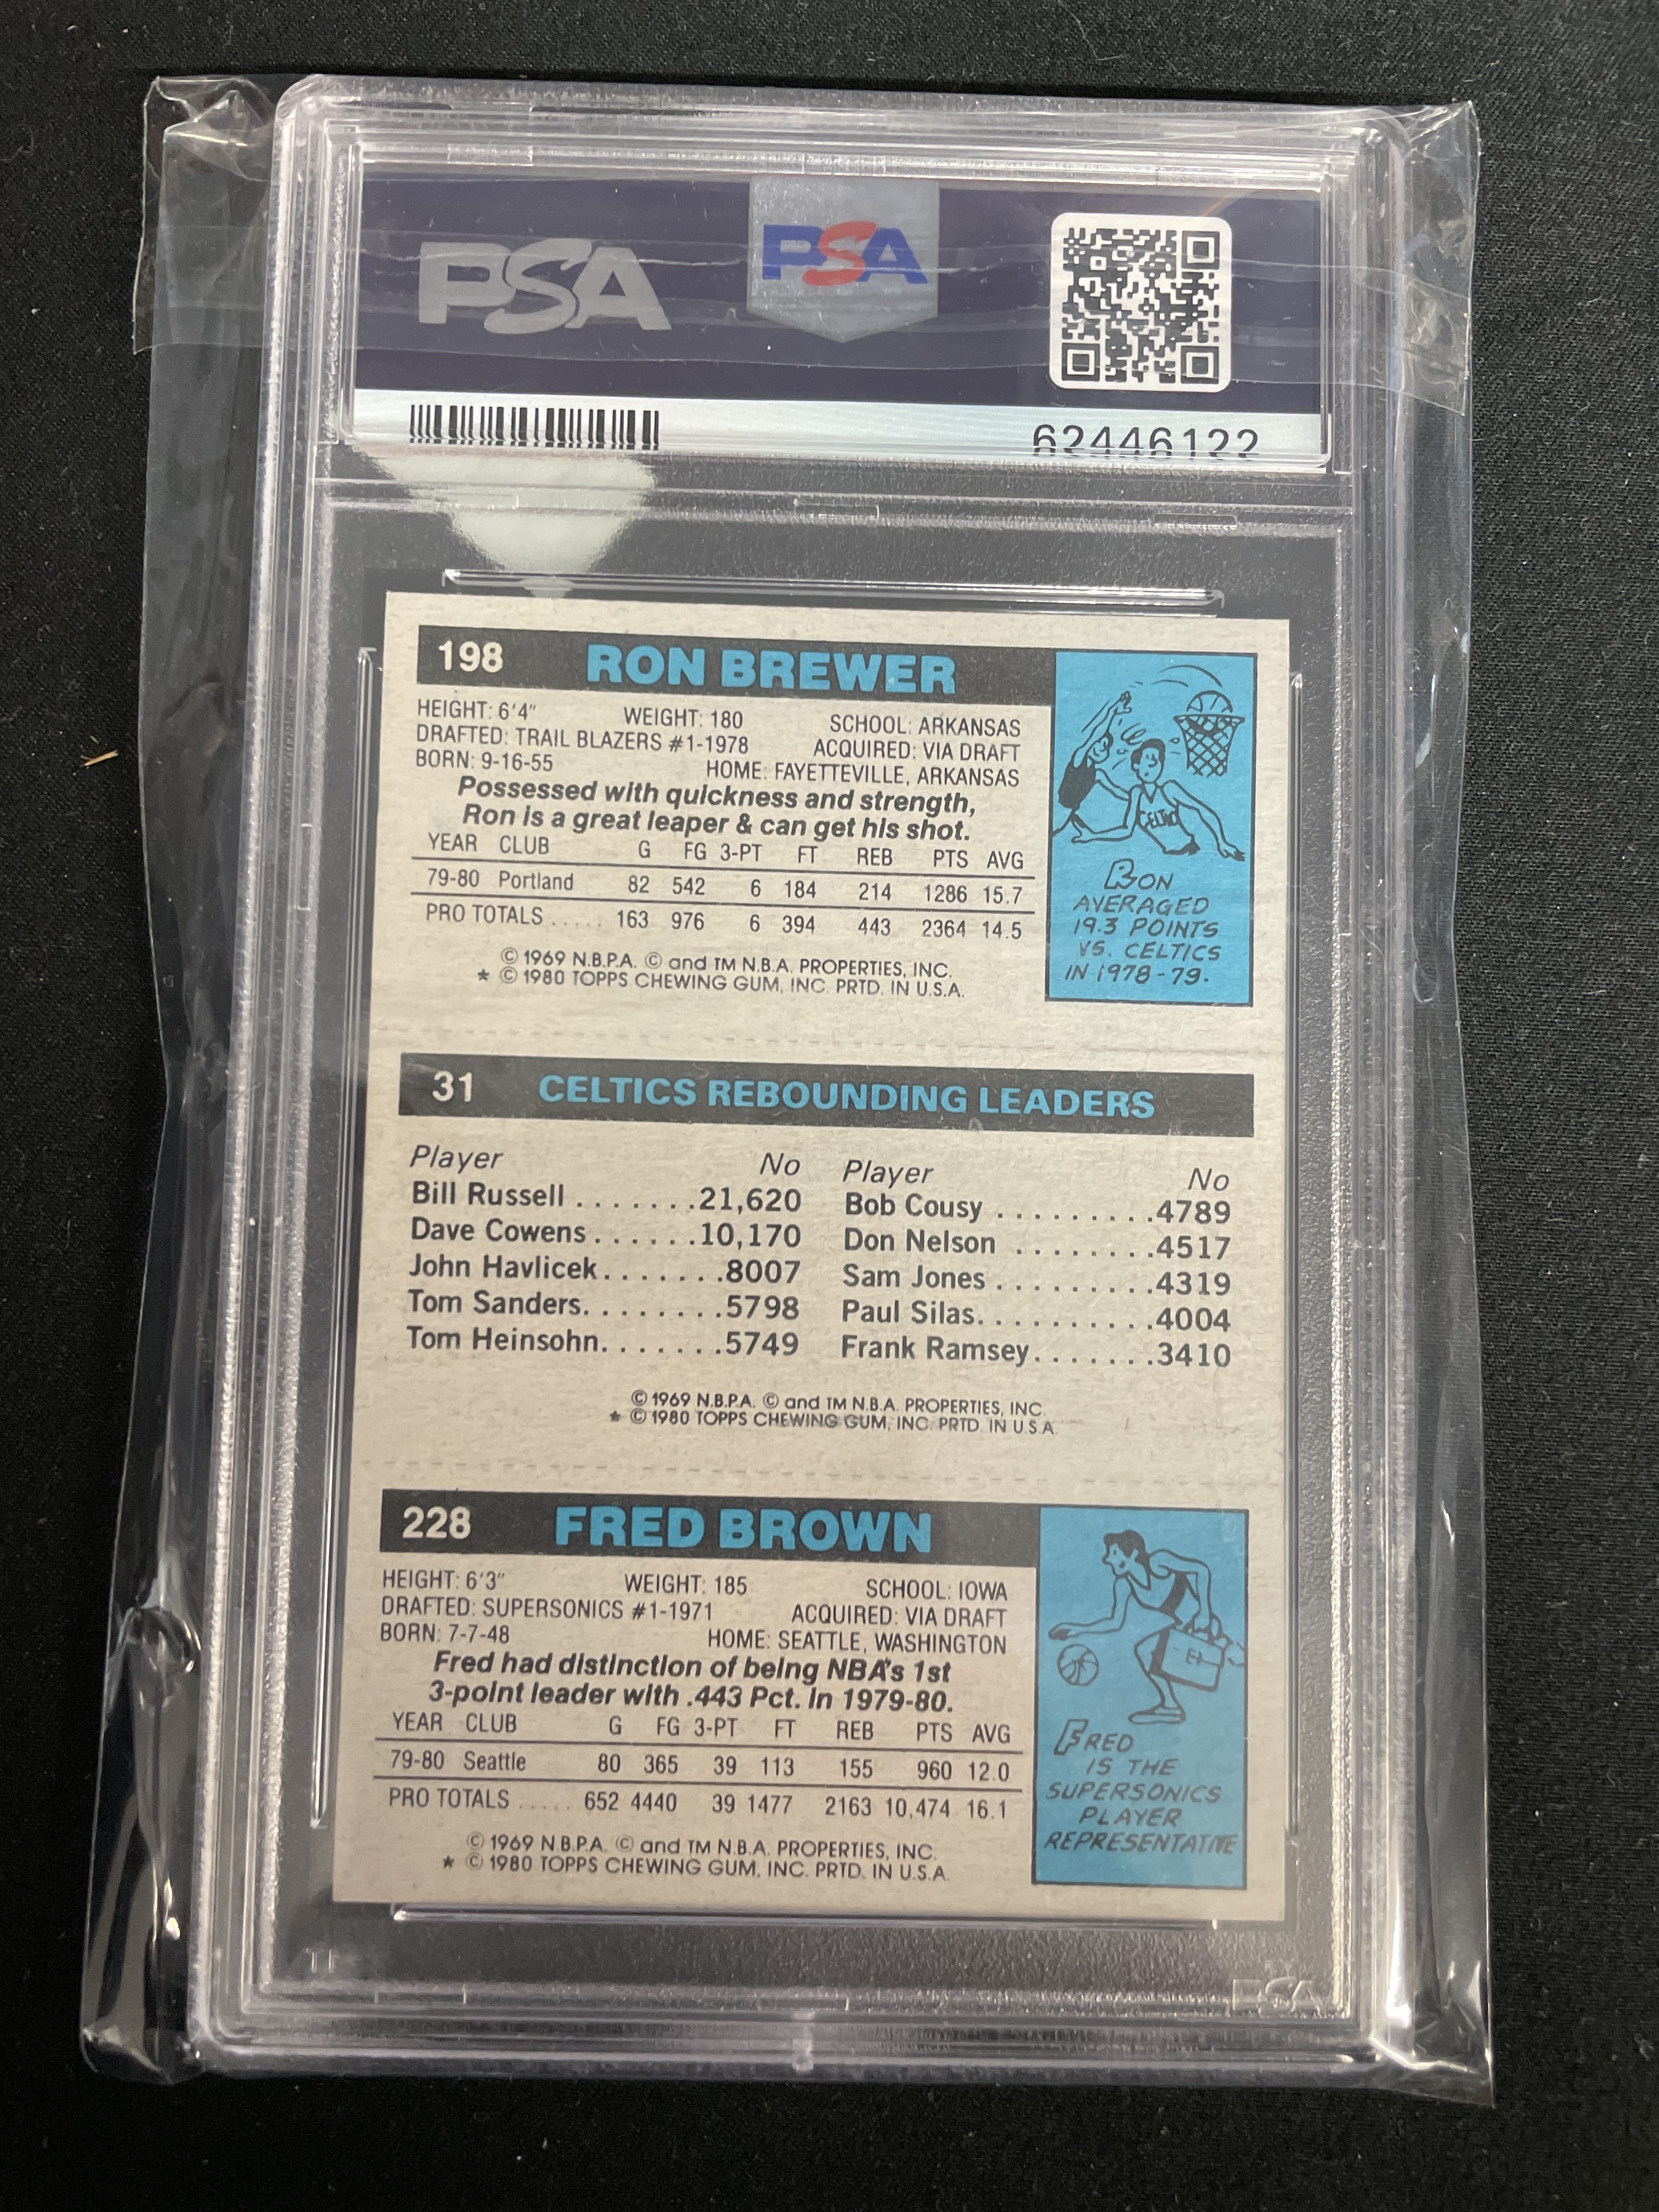 PSA
PSA
62446122
198 RON BREWER
HEIGHT: 6'4" WEIGHT: 180 SCHOOL: ARKANSAS
DRAFTED: TRAIL BLAZERS #1-1978 ACQUIRED: VIA DRAFT
BORN: 9-16-55 HOME: FAYETTEVILLE, ARKANSAS
Possessed with quickness and strength,
Ron is a great leaper & can get his shot.
YEAR CLUB G FG 3-PT FT REB PTS AVG
79-80 Portland 82 542 6 184 214 1286 15.7
PRO TOTALS ..... 163 976 6 394 443 2364 14.5
© 1969 N.B.P.A. © and TM N.B.A. PROPERTIES, INC.
* © 1980 TOPPS CHEWING GUM, INC. PRTD. IN U.S.A.
CELTIC
RON
AVERAGED
19.3 POINTS
VS. CELTICS
IN 1978-79.
31 CELTICS REBOUNDING LEADERS
Player No Player No
Bill Russell .......21,620 Bob Cousy .........4789
Dave Cowens......10,170 Don Nelson ........4517
John Havlicek.......8007 Sam Jones .........4319
Tom Sanders........5798 Paul Silas..........4004
Tom Heinsohn.......5749 Frank Ramsey.......3410
© 1969 N.B.P.A. © and TM N.B.A. PROPERTIES, INC.
* © 1980 TOPPS CHEWING GUM, INC. PRTD. IN U.S.A.
228 FRED BROWN
HEIGHT: 6'3" WEIGHT: 185 SCHOOL: IOWA
DRAFTED: SUPERSONICS #1-1971 ACQUIRED: VIA DRAFT
BORN: 7-7-48 HOME: SEATTLE, WASHINGTON
Fred had distinction of being NBA's 1st
3-point leader with .443 Pct. in 1979-80.
YEAR CLUB G FG 3-PT FT REB PTS AVG
79-80 Seattle 80 365 39 113 155 960 12.0
PRO TOTALS ..... 652 4440 39 1477 2163 10,474 16.1
© 1969 N.B.P.A. © and TM N.B.A. PROPERTIES, INC.
* © 1980 TOPPS CHEWING GUM, INC. PRTD. IN U.S.A.
FRED
IS THE
SUPERSONICS
PLAYER
REPRESENTATIVE
PSA